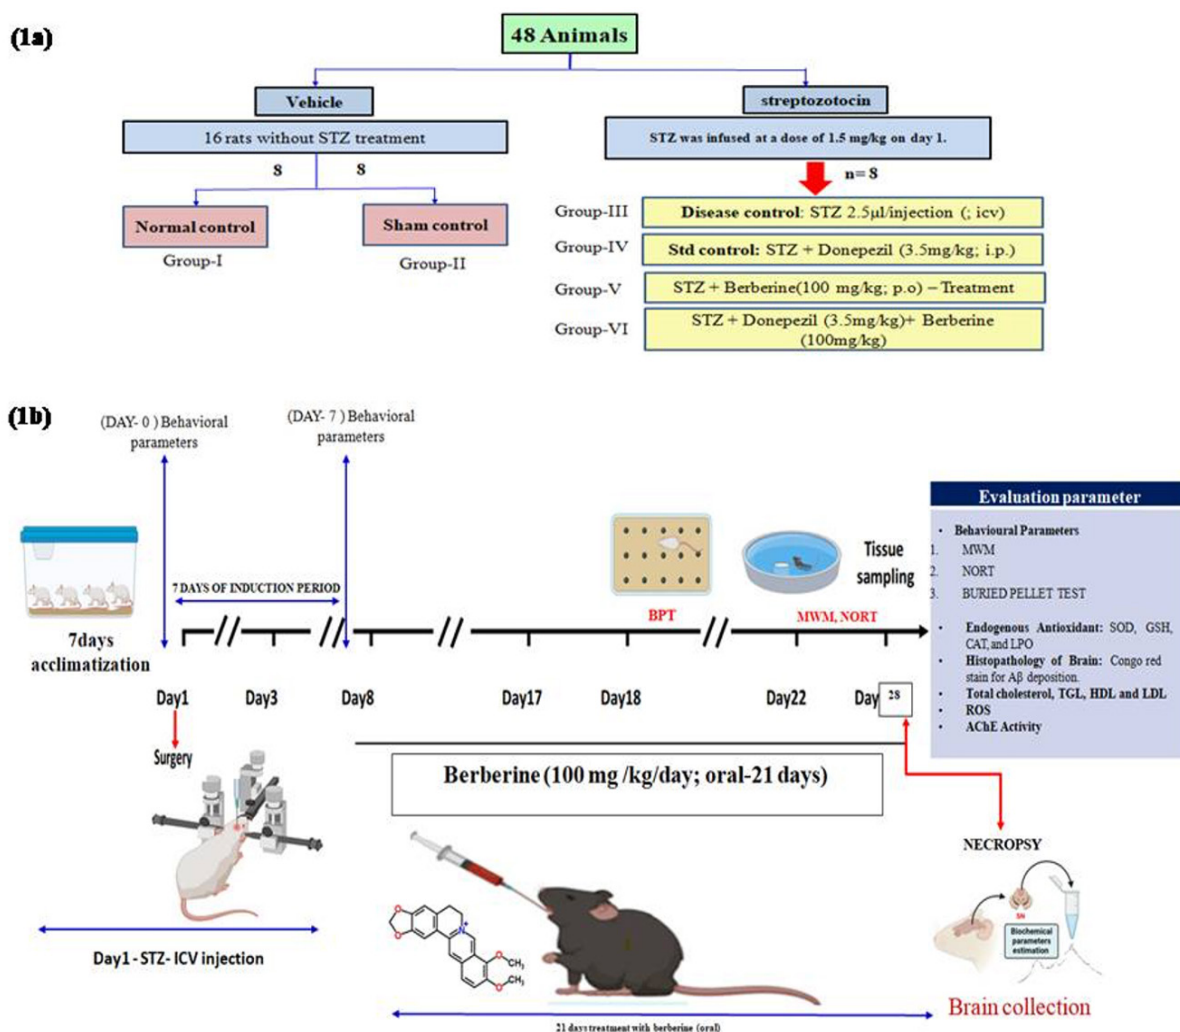 (1a)
48 Animals
Vehicle
streptozotocin
16 rats without STZ treatment
STZ was infused at a dose of 1.5 mg/kg on day 1.
8 8
n= 8
Normal control
Sham control
Group-I
Group-II
Group-III
Disease control: STZ 2.5µl/injection (; icv)
Group-IV
Std control: STZ + Donepezil (3.5mg/kg; i.p.)
Group-V
STZ + Berberine(100 mg/kg; p.o) – Treatment
Group-VI
STZ + Donepezil (3.5mg/kg)+ Berberine
(100mg/kg)
(1b)
(DAY- 0 ) Behavioral
parameters
(DAY- 7 ) Behavioral
parameters
7 DAYS OF INDUCTION PERIOD
7days
acclimatization
BPT
MWM, NORT
Tissue
sampling
Day1
Day3
Day8
Day17
Day18
Day22
Day 28
Surgery
Day1 - STZ- ICV injection
Berberine (100 mg /kg/day; oral-21 days)
Evaluation parameter
• Behavioural Parameters
1. MWM
2. NORT
3. BURIED PELLET TEST
• Endogenous Antioxidant: SOD, GSH,
CAT, and LPO
• Histopathology of Brain: Congo red
stain for Aβ deposition.
• Total cholesterol, TGL, HDL and LDL
• ROS
• AChE Activity
NECROPSY
SN
Biochemical
parameters
estimation
Brain collection
O
O
N+
OCH3
OCH3
21 days treatment with berberine (oral)